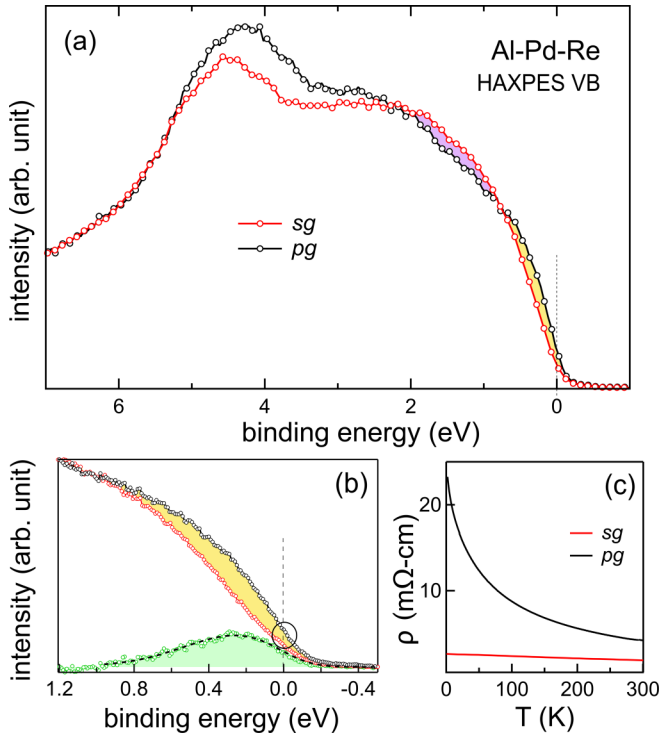 (a)
Al-Pd-Re
HAXPES VB
sg
pg
intensity (arb. unit)
6 4 2 0
binding energy (eV)
(b)
intensity (arb. unit)
1.2 0.8 0.4 0.0 -0.4
binding energy (eV)
(c)
20
10
sg
pg
ρ (mΩ-cm)
0 100 200 300
T (K)